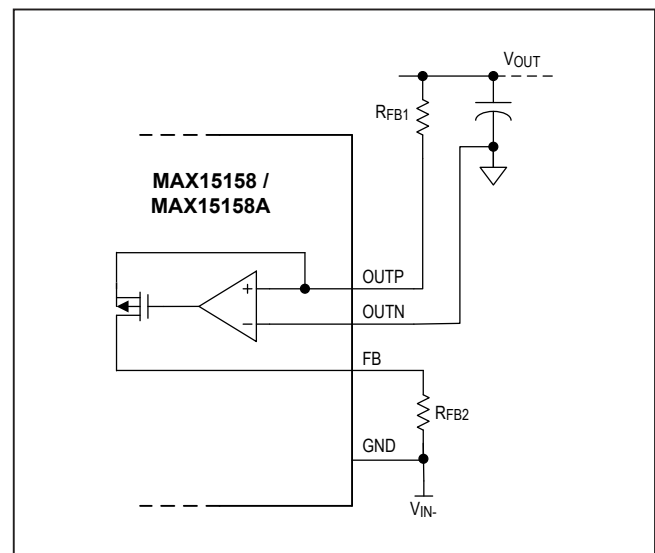 VOUT
RFB1
MAX15158 /
MAX15158A
OUTP
+
OUTN
−
FB
RFB2
GND
VIN-